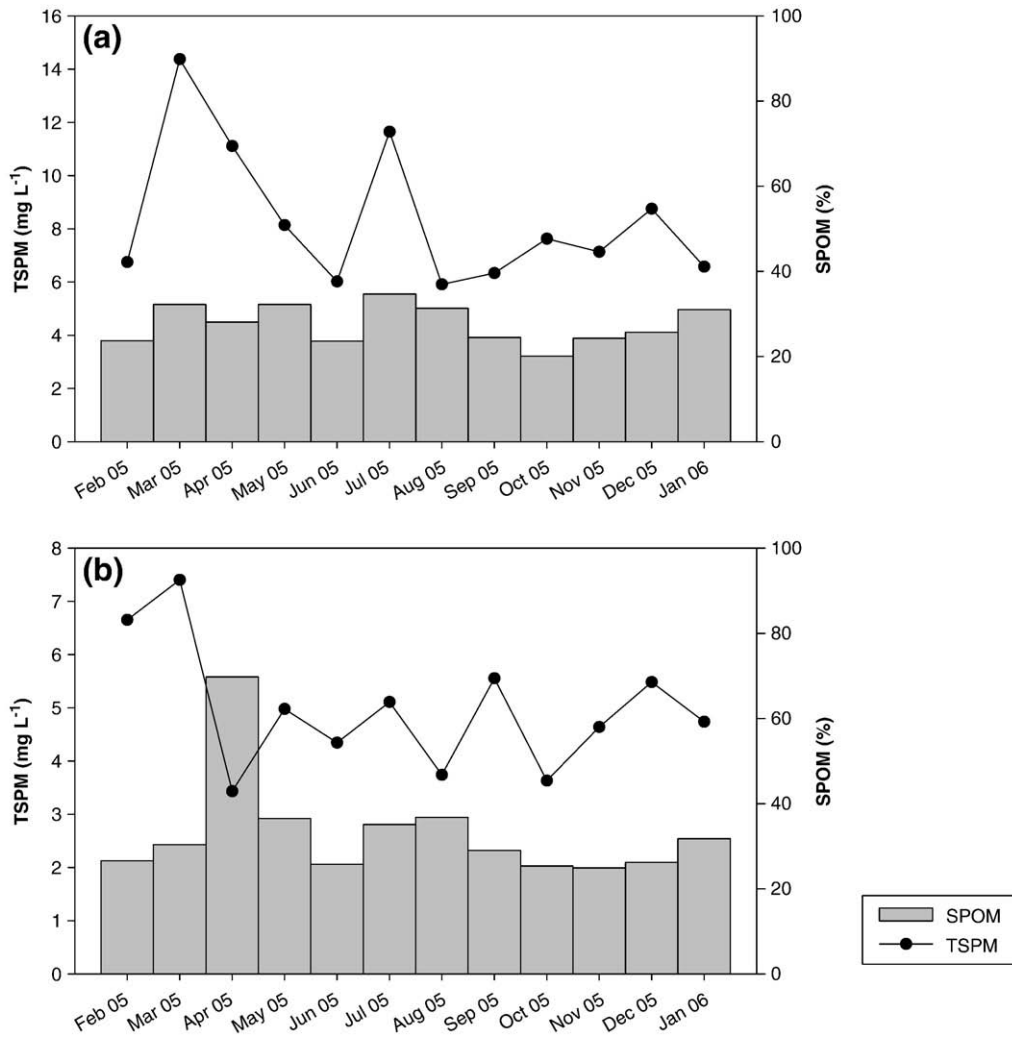 (a)
16
14
12
10
8
6
4
2
0
TSPM (mg L⁻¹)
100
80
60
40
20
0
SPOM (%)
Feb 05
Mar 05
Apr 05
May 05
Jun 05
Jul 05
Aug 05
Sep 05
Oct 05
Nov 05
Dec 05
Jan 06
(b)
8
7
6
5
4
3
2
1
0
TSPM (mg L⁻¹)
100
80
60
40
20
0
SPOM (%)
Feb 05
Mar 05
Apr 05
May 05
Jun 05
Jul 05
Aug 05
Sep 05
Oct 05
Nov 05
Dec 05
Jan 06
SPOM
TSPM